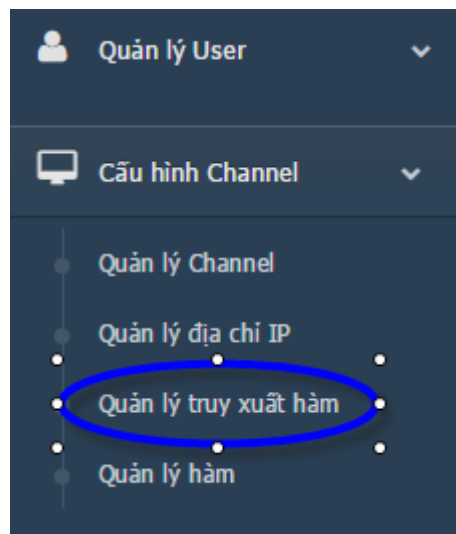 Quản lý User
Cấu hình Channel
Quản lý Channel
Quản lý địa chỉ IP
Quản lý truy xuất hàm
Quản lý hàm